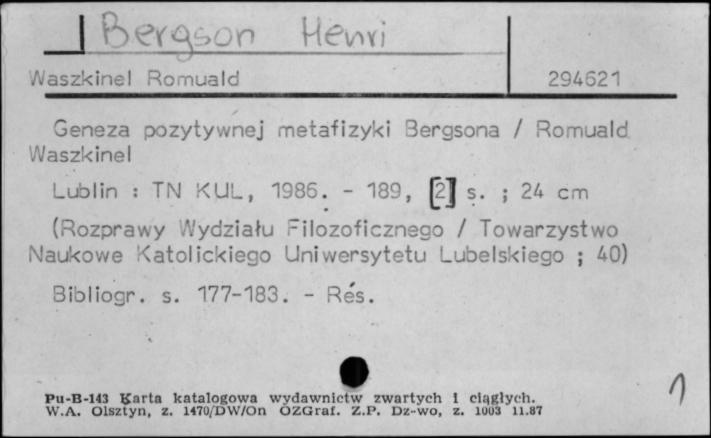 Bergson Henri
Waszkinel Romuald 294621
Geneza pozytywnej metafizyki Bergsona / Romuald
Waszkinel
Lublin : TN KUL, 1986. - 189, [2] s. ; 24 cm
(Rozprawy Wydziału Filozoficznego / Towarzystwo
Naukowe Katolickiego Uniwersytetu Lubelskiego ; 40)
Bibliogr. s. 177-183. - Rés.
Pu-B-143 Karta katalogowa wydawnictw zwartych i ciągłych.
W.A. Olsztyn, z. 1470/DW/On OZGraf. Z.P. Dz-wo, z. 1003 11.87
1